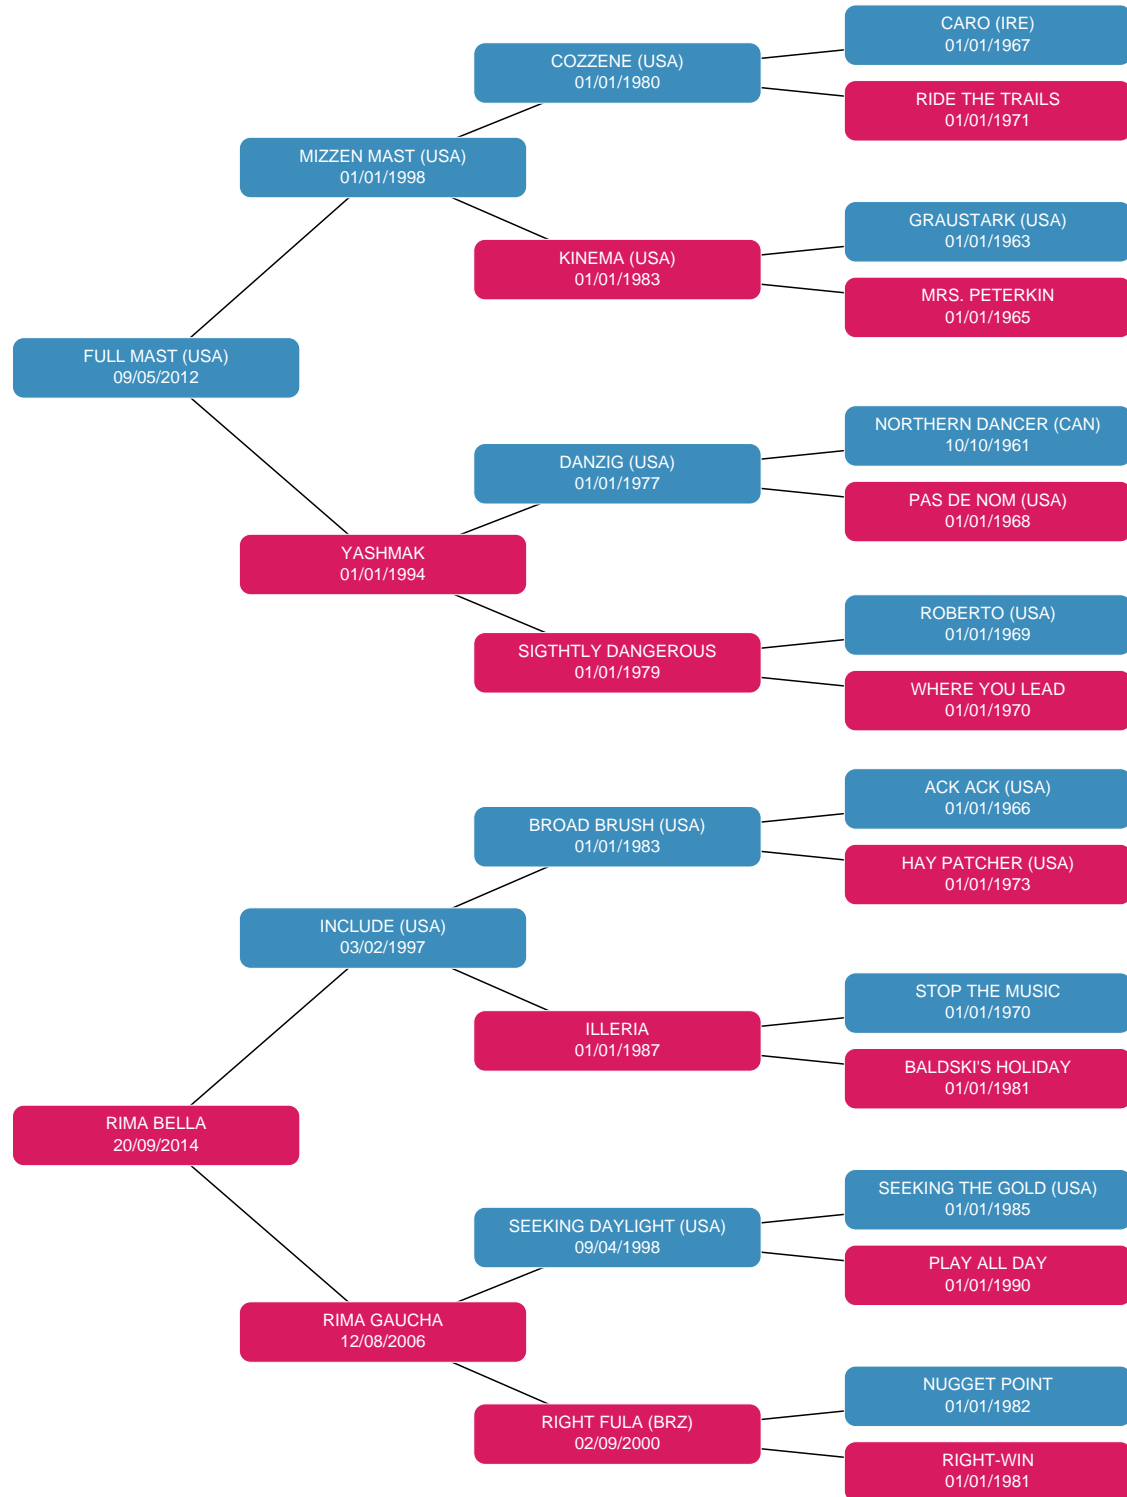 CARO (IRE)
01/01/1967
COZZENE (USA)
01/01/1980
RIDE THE TRAILS
01/01/1971
MIZZEN MAST (USA)
01/01/1998
GRAUSTARK (USA)
01/01/1963
KINEMA (USA)
01/01/1983
MRS. PETERKIN
01/01/1965
FULL MAST (USA)
09/05/2012
NORTHERN DANCER (CAN)
10/10/1961
DANZIG (USA)
01/01/1977
PAS DE NOM (USA)
01/01/1968
YASHMAK
01/01/1994
ROBERTO (USA)
01/01/1969
SIGTHTLY DANGEROUS
01/01/1979
WHERE YOU LEAD
01/01/1970
ACK ACK (USA)
01/01/1966
BROAD BRUSH (USA)
01/01/1983
HAY PATCHER (USA)
01/01/1973
INCLUDE (USA)
03/02/1997
STOP THE MUSIC
01/01/1970
ILLERIA
01/01/1987
BALDSKI'S HOLIDAY
01/01/1981
RIMA BELLA
20/09/2014
SEEKING THE GOLD (USA)
01/01/1985
SEEKING DAYLIGHT (USA)
09/04/1998
PLAY ALL DAY
01/01/1990
RIMA GAUCHA
12/08/2006
NUGGET POINT
01/01/1982
RIGHT FULA (BRZ)
02/09/2000
RIGHT-WIN
01/01/1981